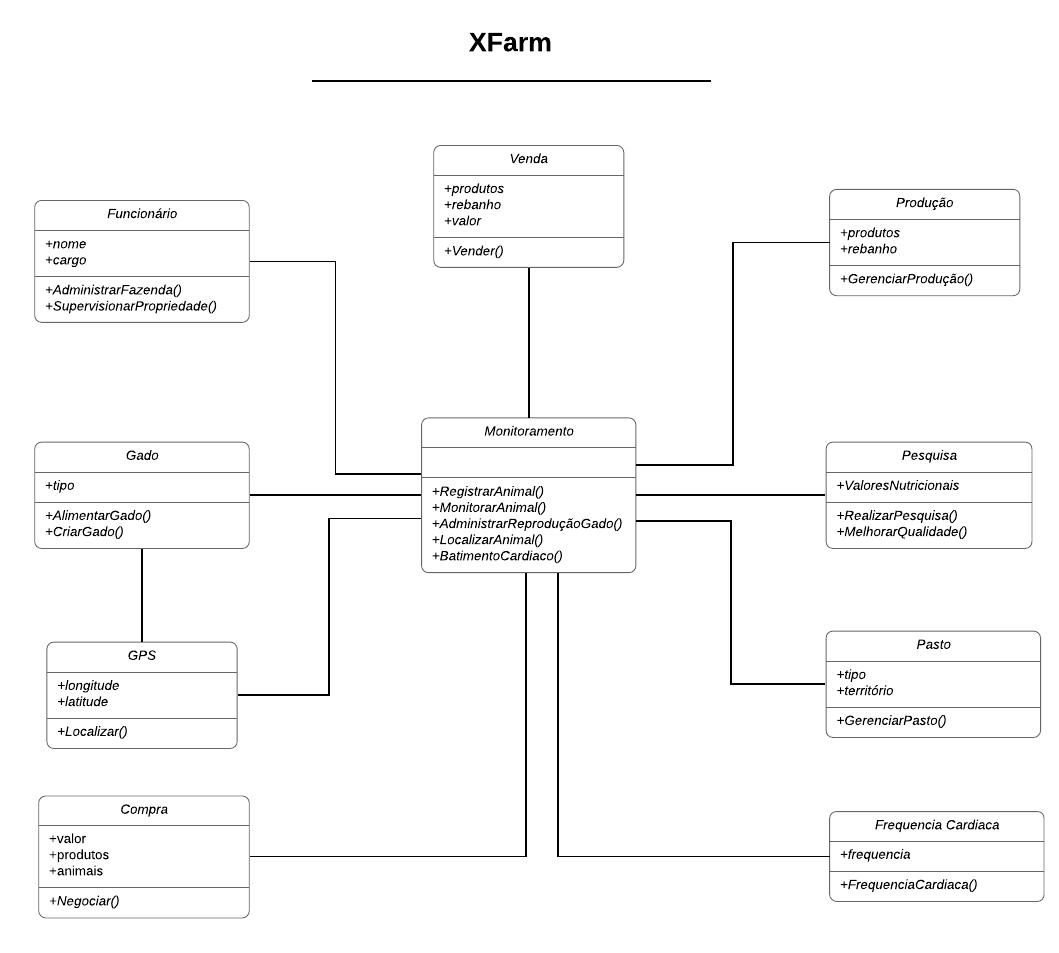 XFarm
Venda
+produtos
+rebanho
+valor
+Vender()
Funcionário
+nome
+cargo
+AdministrarFazenda()
+SupervisionarPropriedade()
Produção
+produtos
+rebanho
+GerenciarProdução()
Monitoramento
+RegistrarAnimal()
+MonitorarAnimal()
+AdministrarReproduçãoGado()
+LocalizarAnimal()
+BatimentoCardiaco()
Gado
+tipo
+AlimentarGado()
+CriarGado()
Pesquisa
+ValoresNutricionais
+RealizarPesquisa()
+MelhorarQualidade()
GPS
+longitude
+latitude
+Localizar()
Pasto
+tipo
+território
+GerenciarPasto()
Compra
+valor
+produtos
+animais
+Negociar()
Frequencia Cardiaca
+frequencia
+FrequenciaCardiaca()